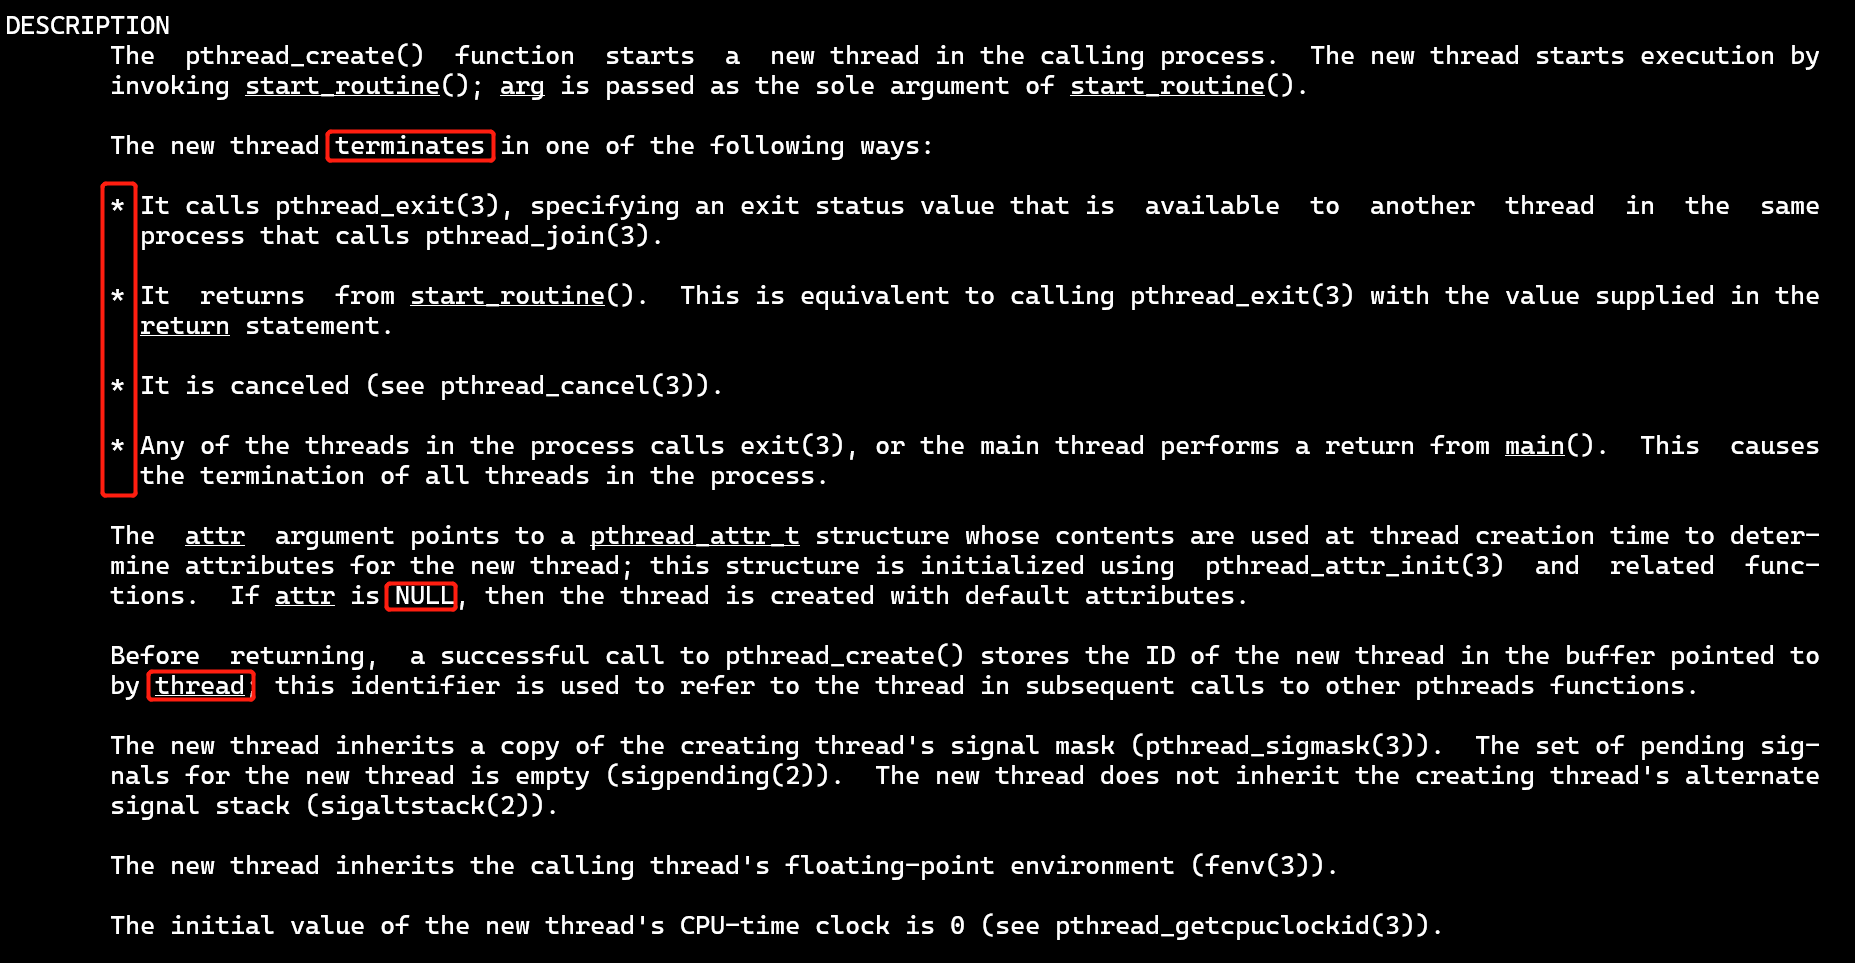 DESCRIPTION
The pthread_create() function starts a new thread in the calling process. The new thread starts execution by
invoking start_routine(); arg is passed as the sole argument of start_routine().
The new thread terminates in one of the following ways:
* It calls pthread_exit(3), specifying an exit status value that is available to another thread in the same
process that calls pthread_join(3).
* It returns from start_routine(). This is equivalent to calling pthread_exit(3) with the value supplied in the
return statement.
* It is canceled (see pthread_cancel(3)).
* Any of the threads in the process calls exit(3), or the main thread performs a return from main(). This causes
the termination of all threads in the process.
The attr argument points to a pthread_attr_t structure whose contents are used at thread creation time to deter-
mine attributes for the new thread; this structure is initialized using pthread_attr_init(3) and related func-
tions. If attr is NULL, then the thread is created with default attributes.
Before returning, a successful call to pthread_create() stores the ID of the new thread in the buffer pointed to
by thread; this identifier is used to refer to the thread in subsequent calls to other pthreads functions.
The new thread inherits a copy of the creating thread's signal mask (pthread_sigmask(3)). The set of pending sig-
nals for the new thread is empty (sigpending(2)). The new thread does not inherit the creating thread's alternate
signal stack (sigaltstack(2)).
The new thread inherits the calling thread's floating-point environment (fenv(3)).
The initial value of the new thread's CPU-time clock is 0 (see pthread_getcpuclockid(3)).